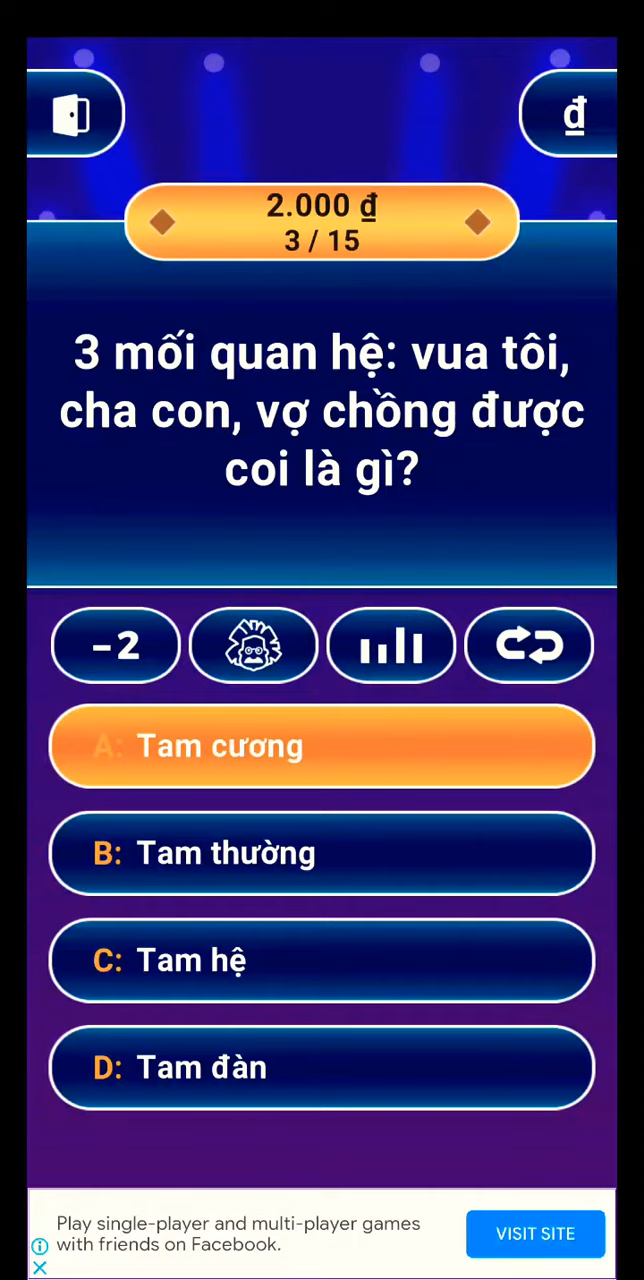 đ
2.000 đ
3 / 15
3 mối quan hệ: vua tôi,
cha con, vợ chồng được
coi là gì?
-2
A: Tam cương
B: Tam thường
C: Tam hệ
D: Tam đàn
Play single-player and multi-player games
with friends on Facebook.
VISIT SITE